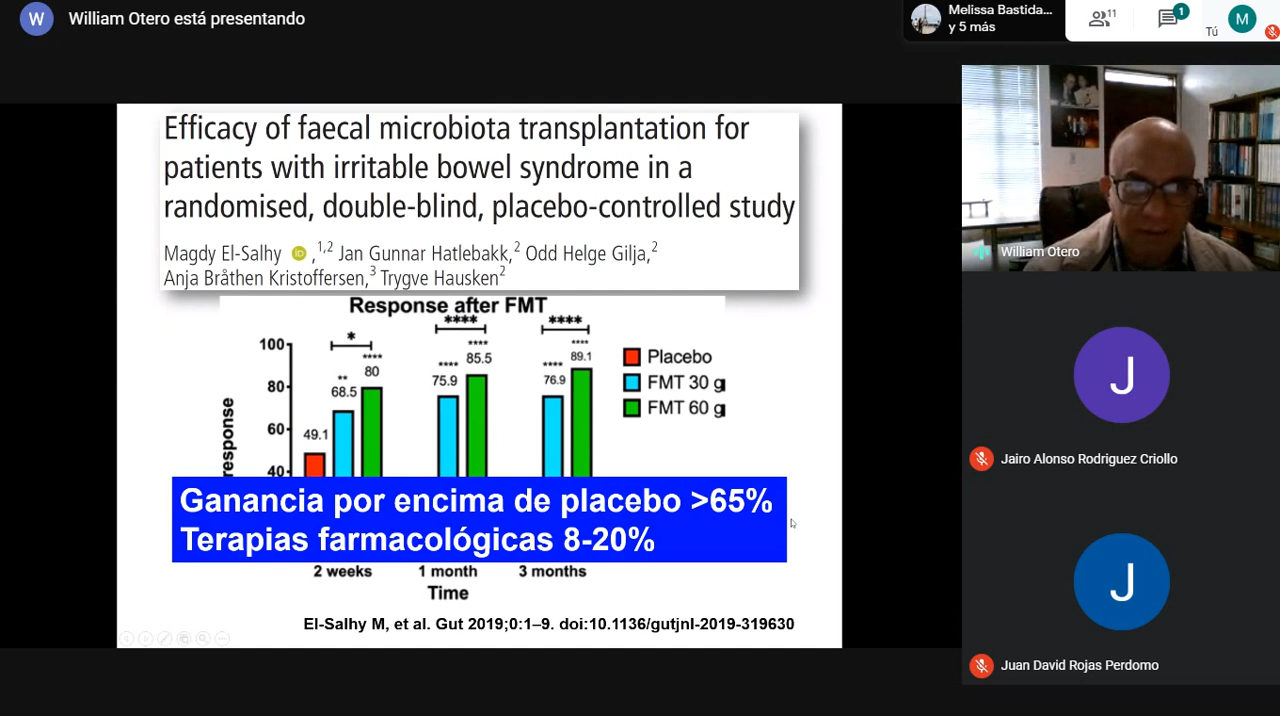 W
William Otero está presentando
Melissa Bastida...
y 5 más
11
1
Tú
M
Efficacy of faecal microbiota transplantation for
patients with irritable bowel syndrome in a
randomised, double-blind, placebo-controlled study
Magdy El-Salhy iD ,1,2 Jan Gunnar Hatlebakk,2 Odd Helge Gilja,2
Anja Bråthen Kristoffersen,3 Trygve Hausken2
Response after FMT
response
100
80
60
40
49.1
**
68.5
*
****
80
****
****
75.9
****
85.5
****
****
76.9
****
89.1
Placebo
FMT 30 g
FMT 60 g
Ganancia por encima de placebo >65%
Terapias farmacológicas 8-20%
2 weeks
1 month
3 months
Time
El-Salhy M, et al. Gut 2019;0:1–9. doi:10.1136/gutjnl-2019-319630
William Otero
J
Jairo Alonso Rodriguez Criollo
J
Juan David Rojas Perdomo